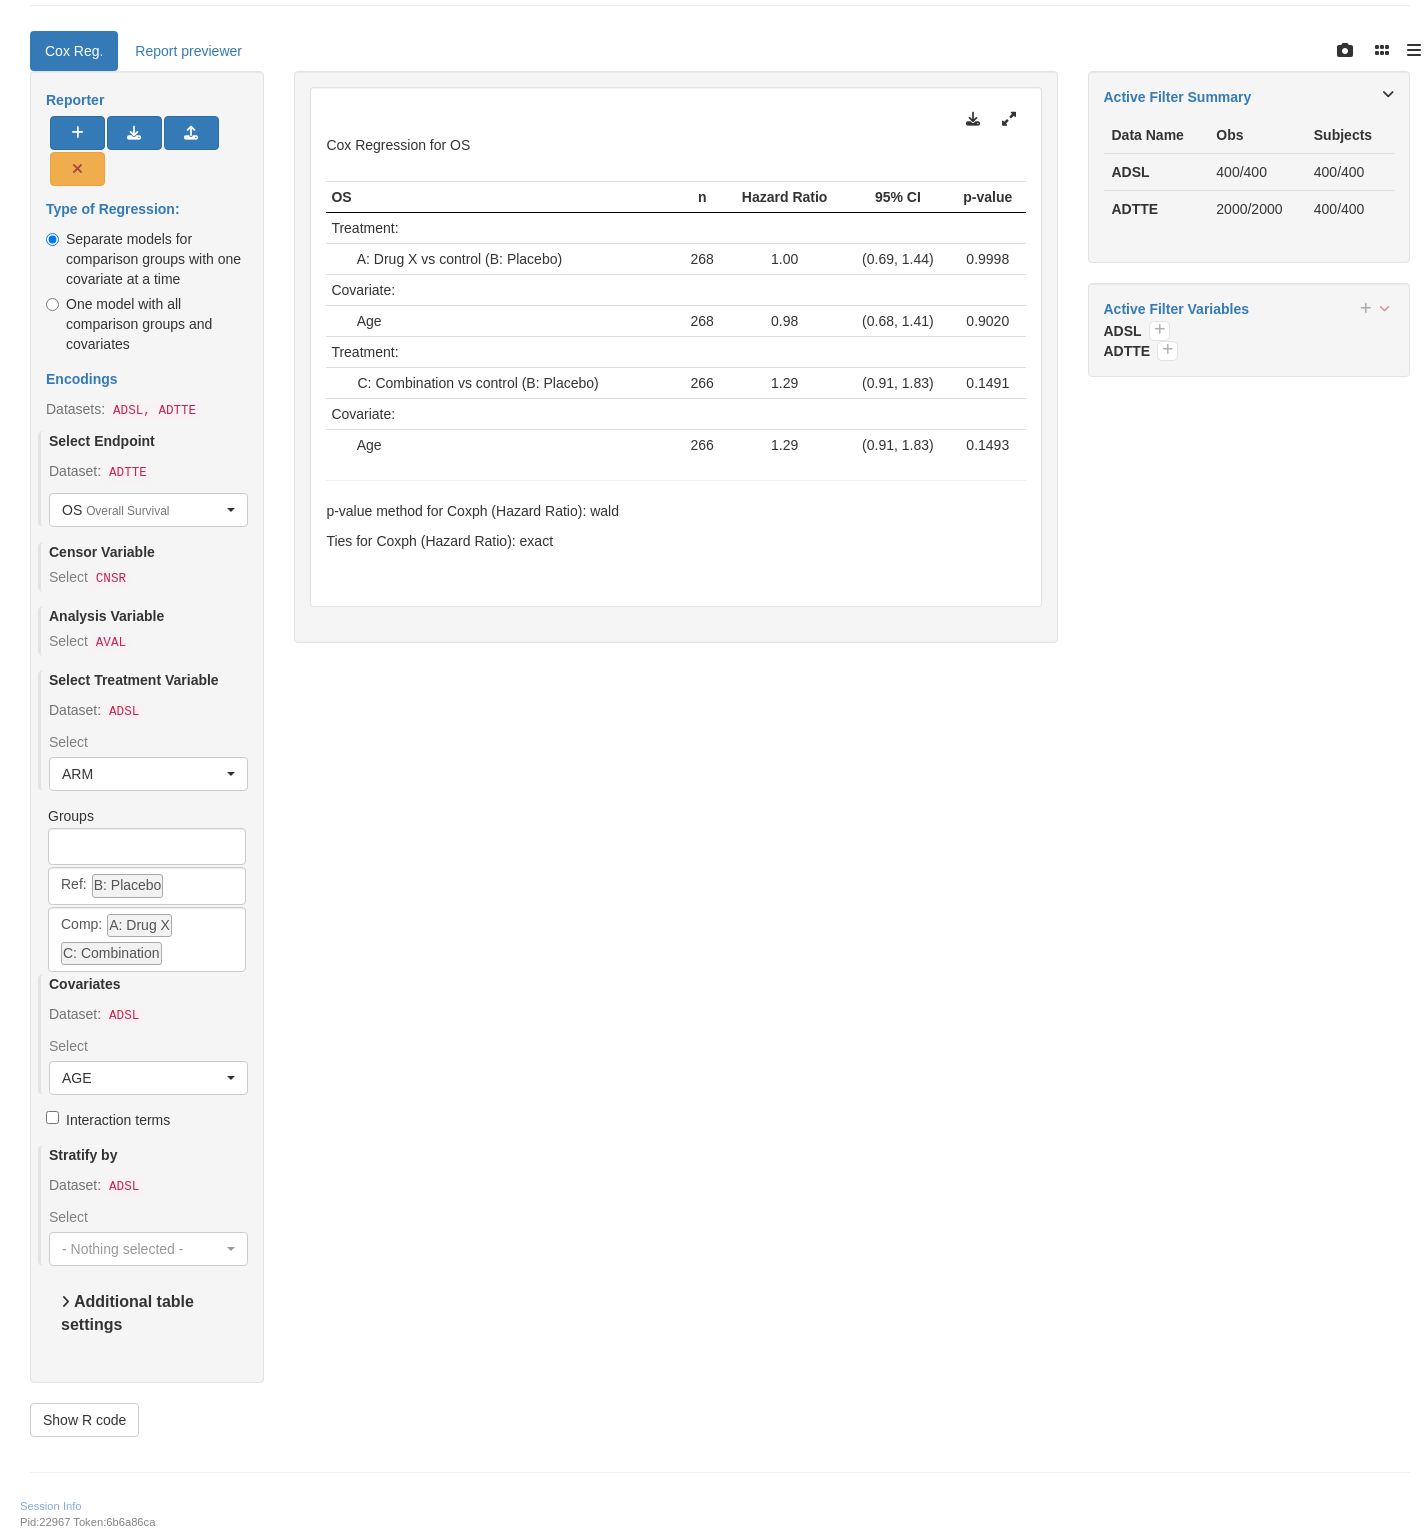 Cox Reg.
Report previewer
Reporter
Type of Regression:
Separate models for
comparison groups with one
covariate at a time
One model with all
comparison groups and
covariates
Encodings
Datasets: ADSL, ADTTE
Select Endpoint
Dataset: ADTTE
OS Overall Survival
Censor Variable
Select CNSR
Analysis Variable
Select AVAL
Select Treatment Variable
Dataset: ADSL
Select
ARM
Groups
Ref: B: Placebo
Comp: A: Drug X
C: Combination
Covariates
Dataset: ADSL
Select
AGE
Interaction terms
Stratify by
Dataset: ADSL
Select
- Nothing selected -
Additional table
settings
Show R code
Cox Regression for OS
OS n Hazard Ratio 95% CI p-value
Treatment:
A: Drug X vs control (B: Placebo) 268 1.00 (0.69, 1.44) 0.9998
Covariate:
Age 268 0.98 (0.68, 1.41) 0.9020
Treatment:
C: Combination vs control (B: Placebo) 266 1.29 (0.91, 1.83) 0.1491
Covariate:
Age 266 1.29 (0.91, 1.83) 0.1493
p-value method for Coxph (Hazard Ratio): wald
Ties for Coxph (Hazard Ratio): exact
Active Filter Summary
Data Name Obs Subjects
ADSL 400/400 400/400
ADTTE 2000/2000 400/400
Active Filter Variables
ADSL
ADTTE
Session Info
Pid:22967 Token:6b6a86ca